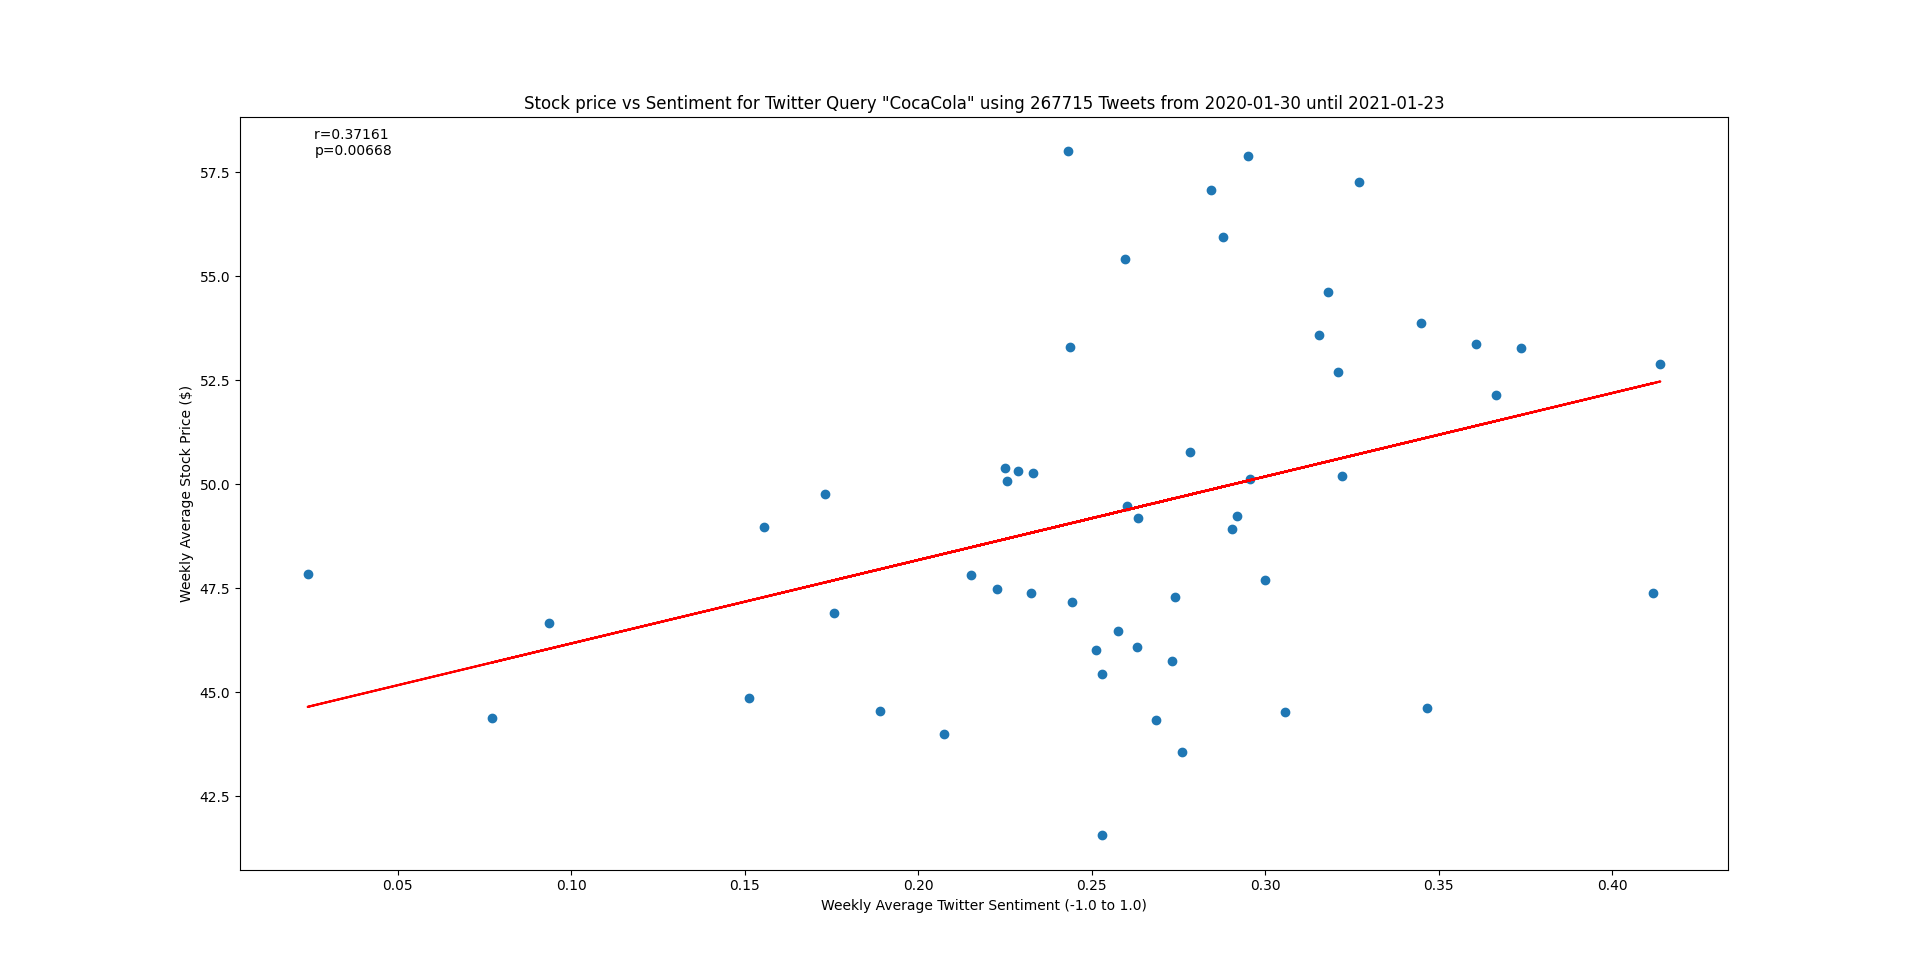 Stock price vs Sentiment for Twitter Query "CocaCola" using 267715 Tweets from 2020-01-30 until 2021-01-23
r=0.37161
p=0.00668
57.5
55.0
52.5
50.0
47.5
45.0
42.5
Weekly Average Stock Price ($)
0.05 0.10 0.15 0.20 0.25 0.30 0.35 0.40
Weekly Average Twitter Sentiment (-1.0 to 1.0)